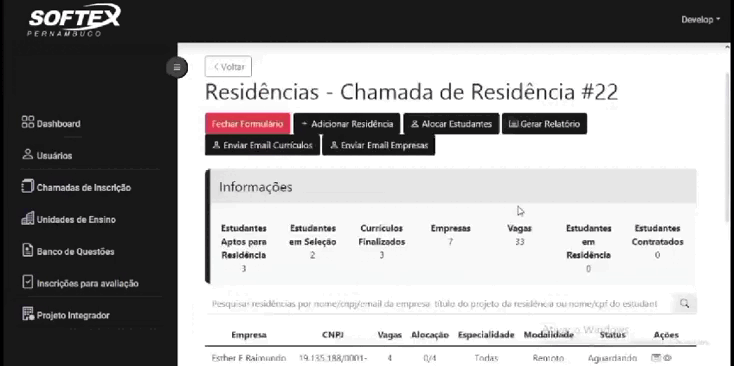 SOFTEX
PERNAMBUCO
Develop
Voltar
Residências - Chamada de Residência #22
Fechar Formulário
Adicionar Residência
Alocar Estudantes
Gerar Relatório
Enviar Email Currículos
Enviar Email Empresas
Dashboard
Usuários
Chamadas de Inscrição
Unidades de Ensino
Banco de Questões
Inscrições para avaliação
Projeto Integrador
Informações
Estudantes Aptos para Residência
3
Estudantes em Seleção
2
Currículos Finalizados
3
Empresas
7
Vagas
33
Estudantes em Residência
0
Estudantes Contratados
0
Pesquisar residências por nome/cnpj/email da empresa, título do projeto da residência ou nome/cpf do estudant
Empresa CNPJ Vagas Alocação Especialidade Modalidade Status Ações
Esther E Raimundo 19.135.188/0001- 4 0/4 Todas Remoto Aguardando